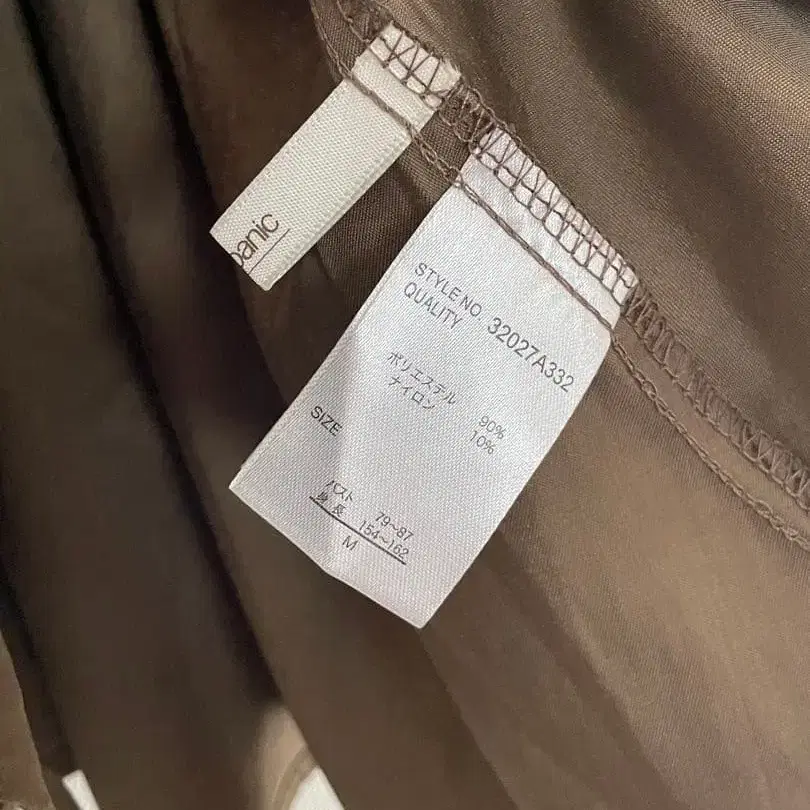 panic
STYLE NO. 32027A332
QUALITY
ポリエステル 90%
ナイロン 10%
SIZE
バスト 79~87
身長 154~162
M